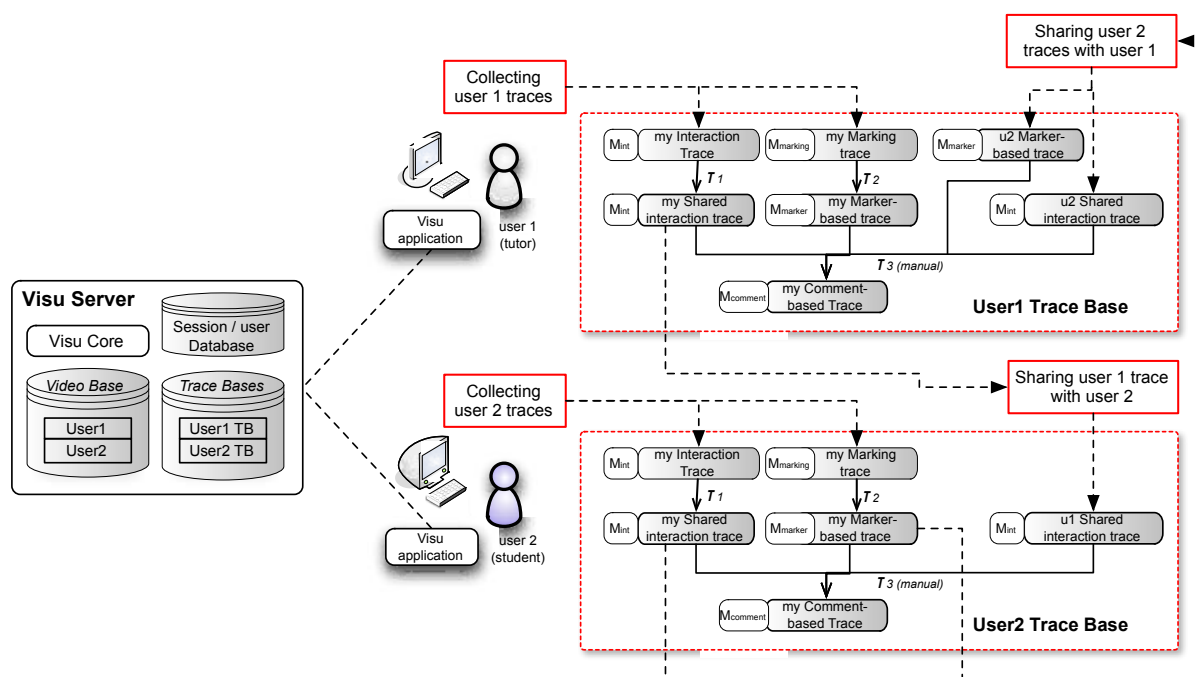 Sharing user 2
traces with user 1
Collecting
user 1 traces
Mint
my Interaction
Trace
Mmarking
my Marking
trace
Mmarker
u2 Marker-
based trace
T 1
T 2
Mint
my Shared
interaction trace
Mmarker
my Marker-
based trace
Mint
u2 Shared
interaction trace
Visu
application
user 1
(tutor)
T 3 (manual)
Mcomment
my Comment-
based Trace
User1 Trace Base
Visu Server
Visu Core
Session / user
Database
Video Base
User1
User2
Trace Bases
User1 TB
User2 TB
Collecting
user 2 traces
Sharing user 1 trace
with user 2
Mint
my Interaction
Trace
Mmarking
my Marking
trace
T 1
T 2
Mint
my Shared
interaction trace
Mmarker
my Marker-
based trace
Mint
u1 Shared
interaction trace
Visu
application
user 2
(student)
T 3 (manual)
Mcomment
my Comment-
based Trace
User2 Trace Base